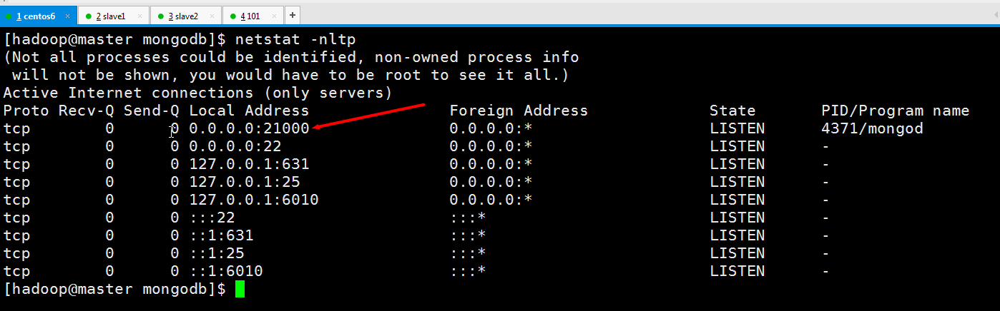 1 centos6 × 2 slave1 × 3 slave2 × 4 101 × +
[hadoop@master mongodb]$ netstat -nltp
(Not all processes could be identified, non-owned process info
 will not be shown, you would have to be root to see it all.)
Active Internet connections (only servers)
Proto Recv-Q Send-Q Local Address               Foreign Address             State       PID/Program name
tcp        0      0 0.0.0.0:21000               0.0.0.0:*                   LISTEN      4371/mongod
tcp        0      0 0.0.0.0:22                  0.0.0.0:*                   LISTEN      -
tcp        0      0 127.0.0.1:631               0.0.0.0:*                   LISTEN      -
tcp        0      0 127.0.0.1:25                0.0.0.0:*                   LISTEN      -
tcp        0      0 127.0.0.1:6010              0.0.0.0:*                   LISTEN      -
tcp        0      0 :::22                       :::*                        LISTEN      -
tcp        0      0 ::1:631                     :::*                        LISTEN      -
tcp        0      0 ::1:25                      :::*                        LISTEN      -
tcp        0      0 ::1:6010                    :::*                        LISTEN      -
[hadoop@master mongodb]$